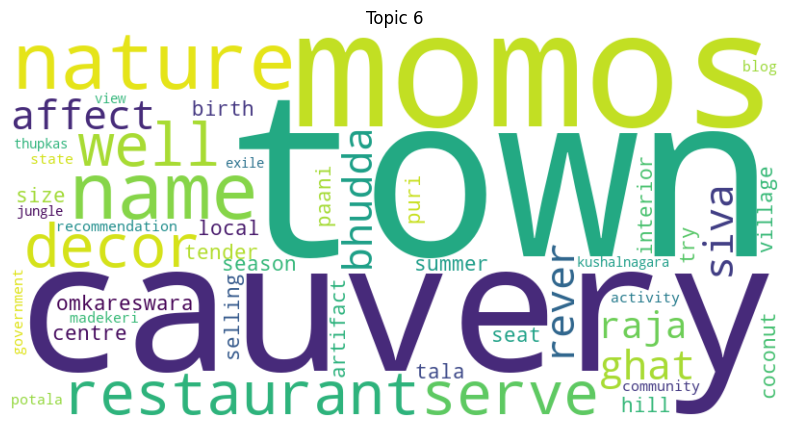 Topic 6
nature
momos
blog
view
affect
birth
town
thupkas
state
well
exile
bhudda
paani
puri
interior
village
size
name
jungle
siva
recommendation
local
decor
tender
try
season
summer
rever
kushalnagara
cauvery
government
omkareswara
selling
artifact
activity
madekeri
centre
seat
raja
coconut
tala
ghat
community
potala
restaurant
serve
hill